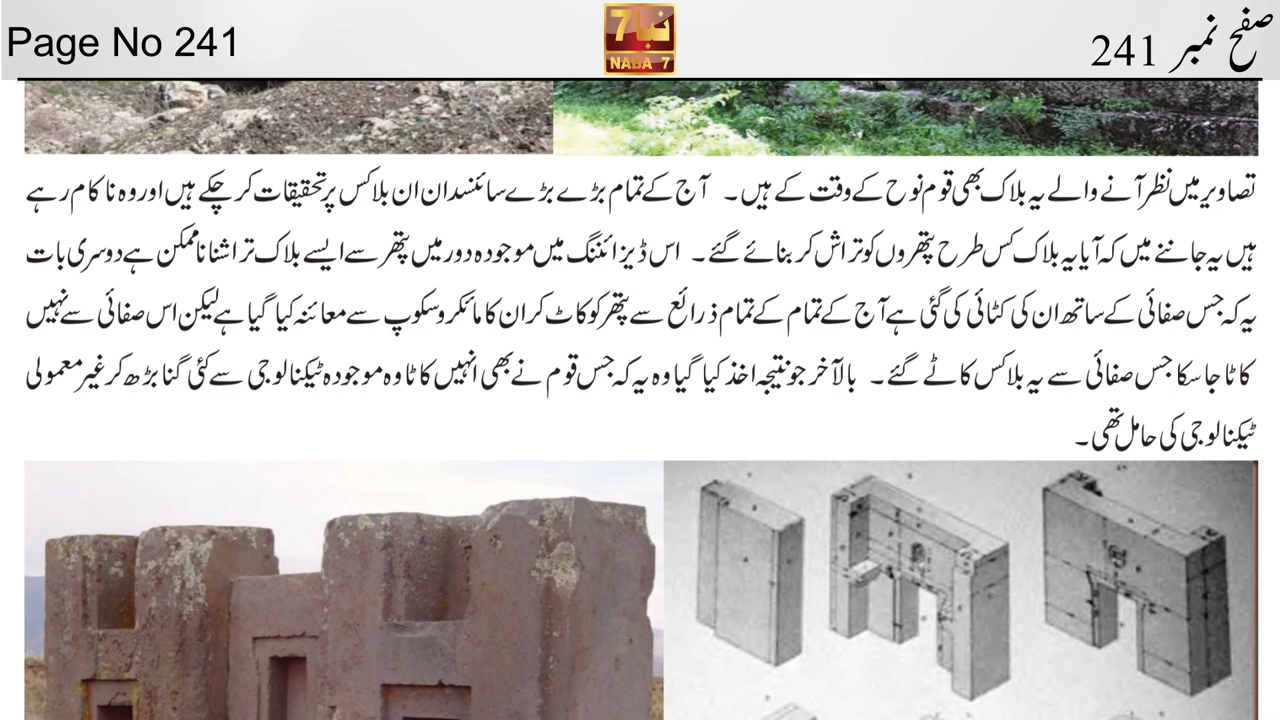 Page No 241
نبا 7
NABA 7
صفح نمبر 241
تصاویر میں نظر آنے والے یہ بلاک بھی قوم نوح کے وقت کے ہیں۔ آج کے تمام بڑے بڑے سائنسدان ان بلاکس پر تحقیقات کر چکے ہیں اور وہ ناکام رہے
ہیں یہ جاننے میں کہ آیا یہ بلاک کس طرح پتھروں کو تراش کر بنائے گئے۔ اس ڈیزائننگ میں موجودہ دور میں پتھر سے ایسے بلاک تراشنا ناممکن ہے دوسری بات
یہ کہ جس صفائی کے ساتھ ان کی کٹائی کی گئی ہے آج کے تمام کے تمام ذرائع سے پتھر کو کاٹ کر ان کا مائکروسکوپ سے معائنہ کیا گیا ہے لیکن اس صفائی سے نہیں
کاٹا جا سکا جس صفائی سے یہ بلاکس کاٹے گئے۔ بالآخر جو نتیجہ اخذ کیا گیا وہ یہ کہ جس قوم نے بھی انہیں کاٹا وہ موجودہ ٹیکنالوجی سے کئی گنا بڑھ کر غیر معمولی
ٹیکنالوجی کی حامل تھی۔